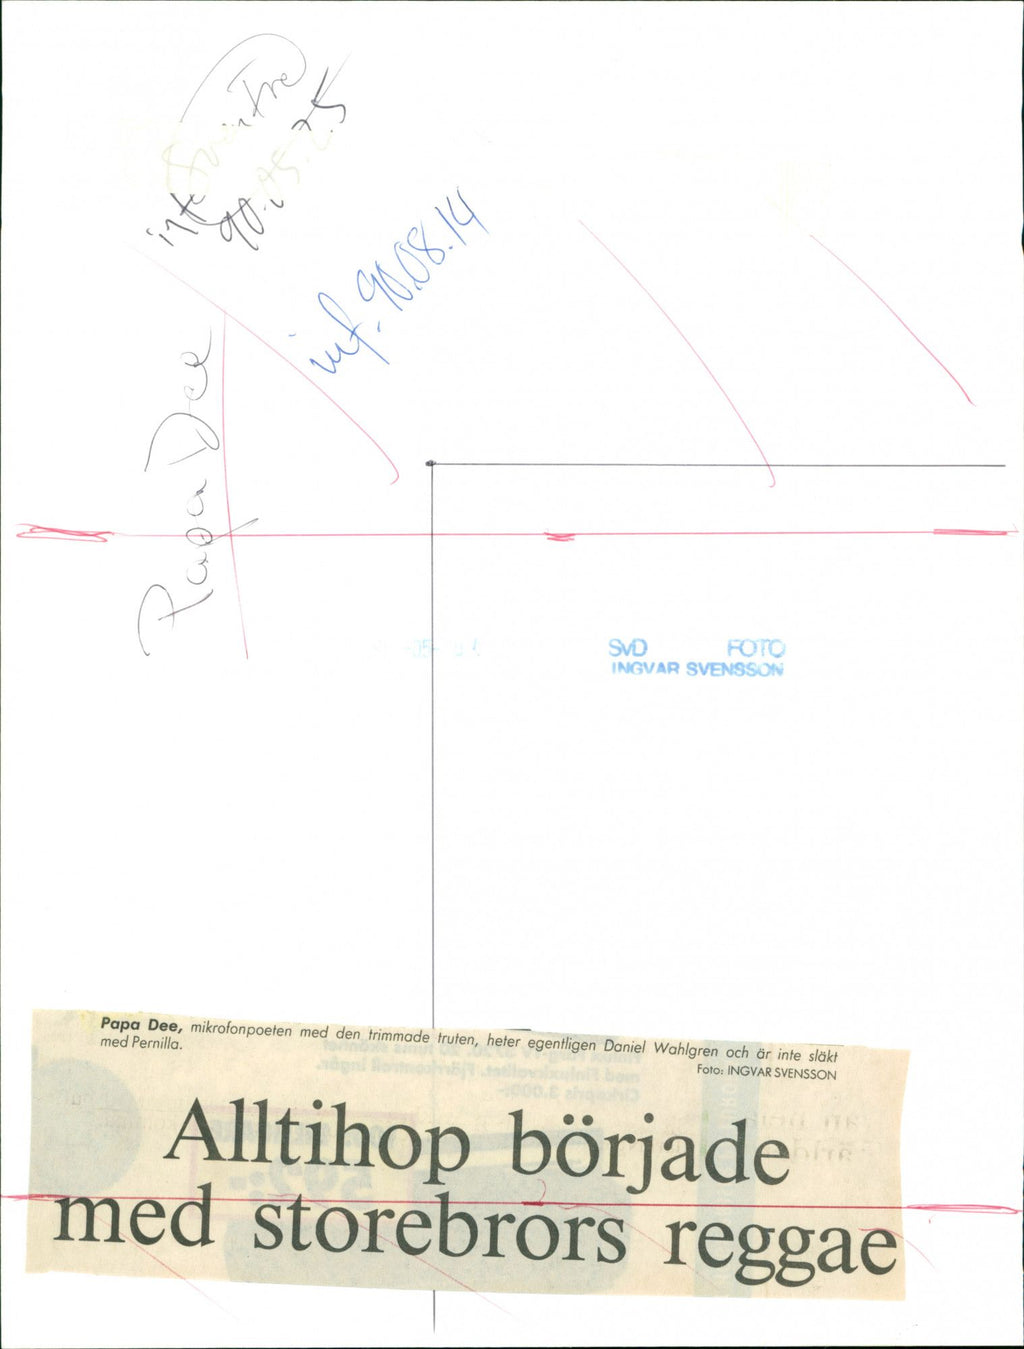 90.05.25
inf. 90.08.14
Papa Dee
SVD FOTO
INGVAR SVENSSON
Papa Dee, mikrofonpoeten med den trimmade truten, heter egentligen Daniel Wahlgren och är inte släkt
med Pernilla.
Foto: INGVAR SVENSSON
Alltihop började
med storebrors reggae